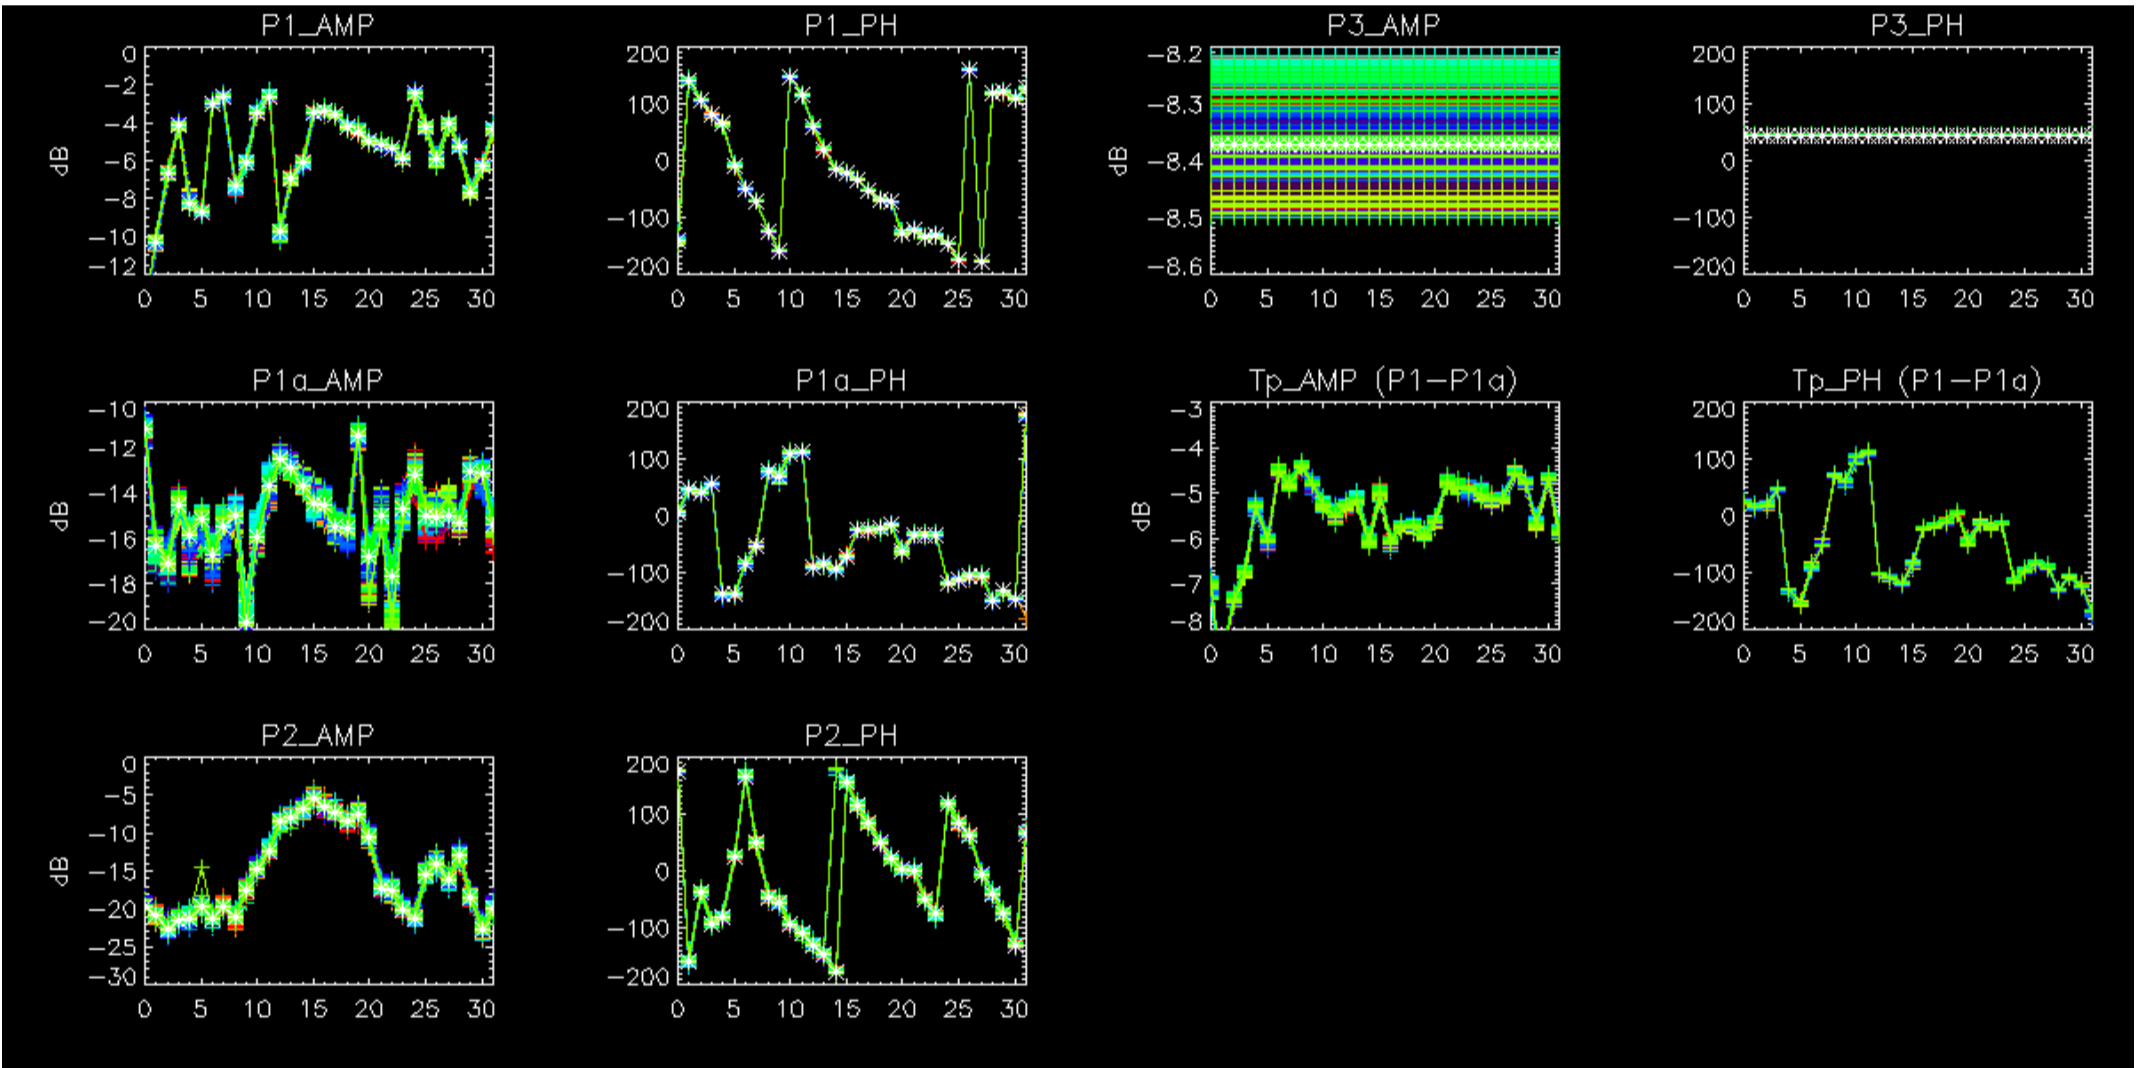 P1_AMP
P1_PH
P3_AMP
P3_PH
0
-2
-4
-6
-8
-10
-12
dB
0 5 10 15 20 25 30
200
100
0
-100
-200
0 5 10 15 20 25 30
-8.2
-8.3
-8.4
-8.5
-8.6
dB
0 5 10 15 20 25 30
200
100
0
-100
-200
0 5 10 15 20 25 30
P1a_AMP
P1a_PH
Tp_AMP (P1-P1a)
Tp_PH (P1-P1a)
-10
-12
-14
-16
-18
-20
dB
0 5 10 15 20 25 30
200
100
0
-100
-200
0 5 10 15 20 25 30
-3
-4
-5
-6
-7
-8
dB
0 5 10 15 20 25 30
200
100
0
-100
-200
0 5 10 15 20 25 30
P2_AMP
P2_PH
0
-5
-10
-15
-20
-25
-30
dB
0 5 10 15 20 25 30
200
100
0
-100
-200
0 5 10 15 20 25 30